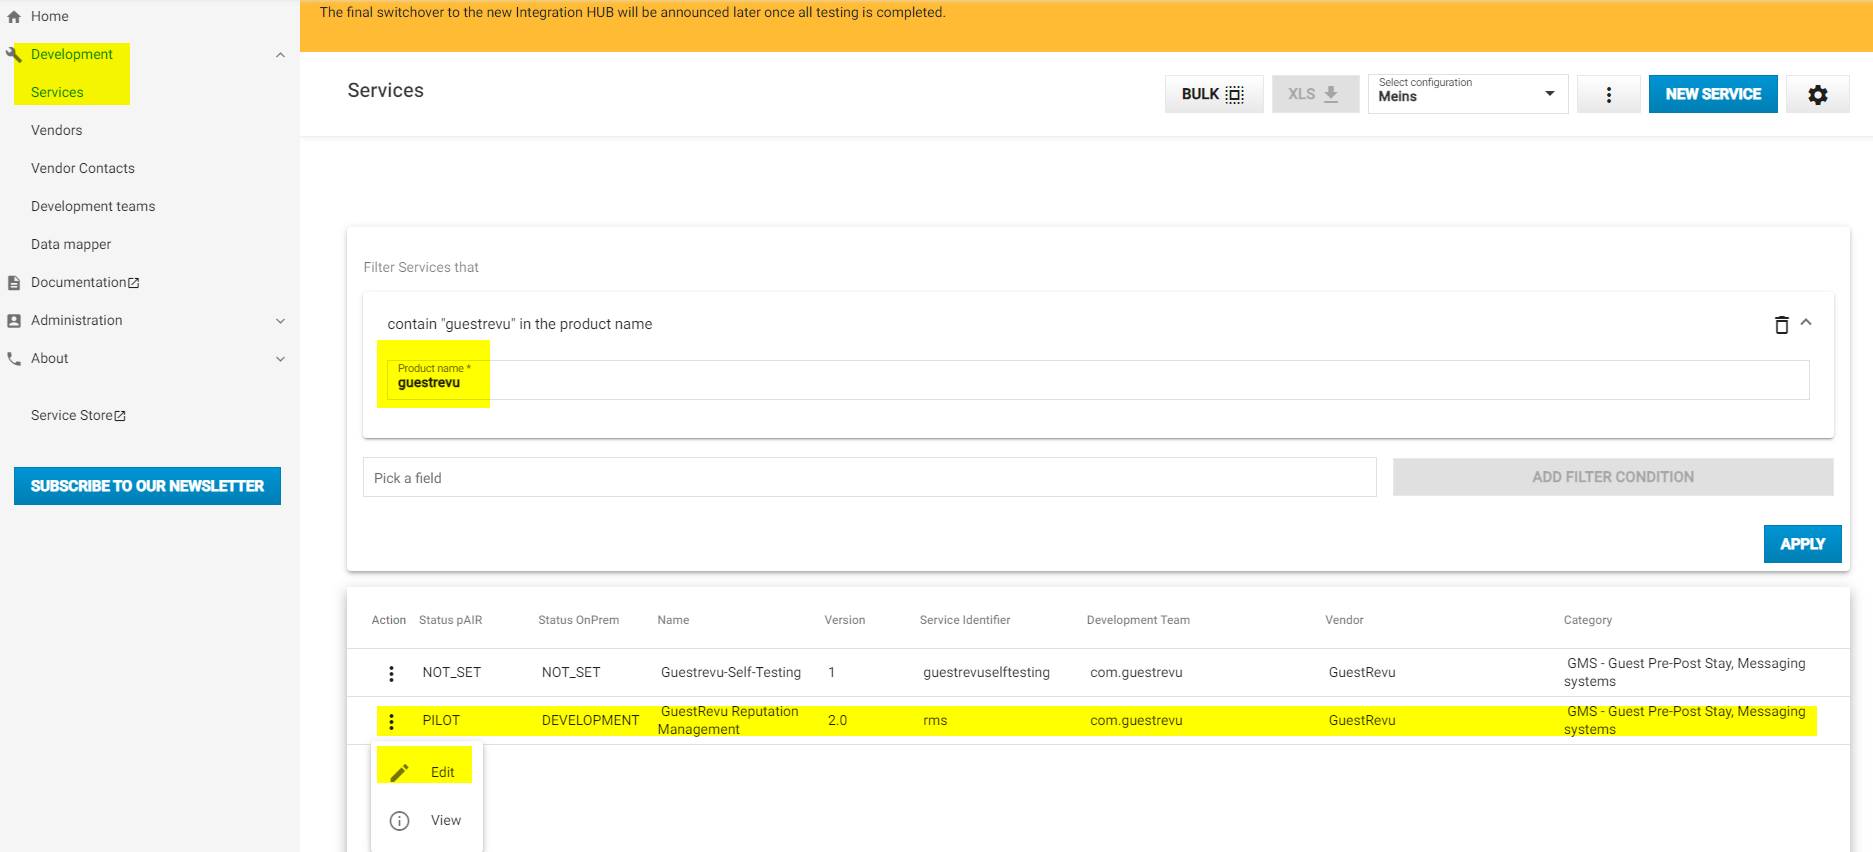 The final switchover to the new Integration HUB will be announced later once all testing is completed.
Home
Development
Services
Vendors
Vendor Contacts
Development teams
Data mapper
Documentation
Administration
About
Service Store
SUBSCRIBE TO OUR NEWSLETTER
Services
BULK
XLS
Select configuration
Meins
NEW SERVICE
Filter Services that
contain "guestrevu" in the product name
Product name *
guestrevu
Pick a field
ADD FILTER CONDITION
APPLY
Action Status pAIR Status OnPrem Name Version Service Identifier Development Team Vendor Category
NOT_SET NOT_SET Guestrevu-Self-Testing 1 guestrevuselftesting com.guestrevu GuestRevu GMS - Guest Pre-Post Stay, Messaging
systems
PILOT DEVELOPMENT GuestRevu Reputation 2.0 rms com.guestrevu GuestRevu GMS - Guest Pre-Post Stay, Messaging
Management systems
Edit
View